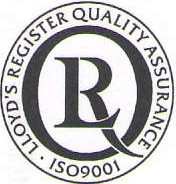 LLOYD'S REGISTER QUALITY ASSURANCE
LRQ
· ISO9001 ·